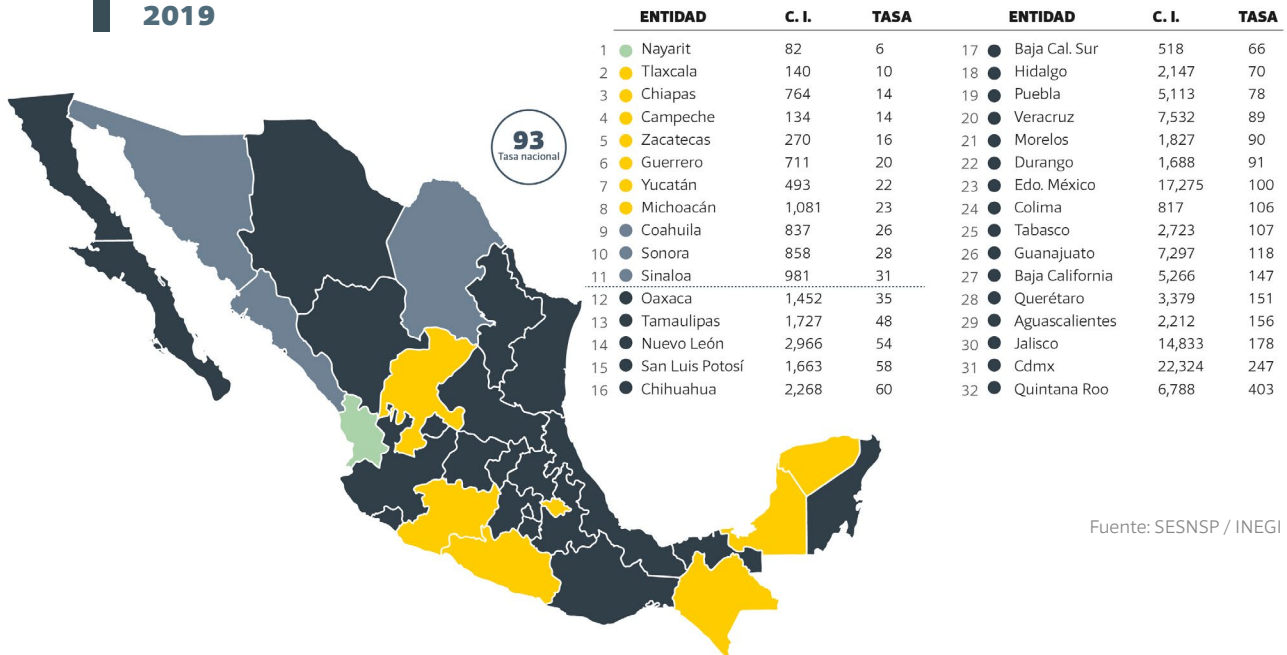 2019
ENTIDAD C. I. TASA
1 Nayarit 82 6
2 Tlaxcala 140 10
3 Chiapas 764 14
4 Campeche 134 14
5 Zacatecas 270 16
6 Guerrero 711 20
7 Yucatán 493 22
8 Michoacán 1,081 23
9 Coahuila 837 26
10 Sonora 858 28
11 Sinaloa 981 31
12 Oaxaca 1,452 35
13 Tamaulipas 1,727 48
14 Nuevo León 2,966 54
15 San Luis Potosí 1,663 58
16 Chihuahua 2,268 60
ENTIDAD C. I. TASA
17 Baja Cal. Sur 518 66
18 Hidalgo 2,147 70
19 Puebla 5,113 78
20 Veracruz 7,532 89
21 Morelos 1,827 90
22 Durango 1,688 91
23 Edo. México 17,275 100
24 Colima 817 106
25 Tabasco 2,723 107
26 Guanajuato 7,297 118
27 Baja California 5,266 147
28 Querétaro 3,379 151
29 Aguascalientes 2,212 156
30 Jalisco 14,833 178
31 Cdmx 22,324 247
32 Quintana Roo 6,788 403
93
Tasa nacional
Fuente: SESNSP / INEGI